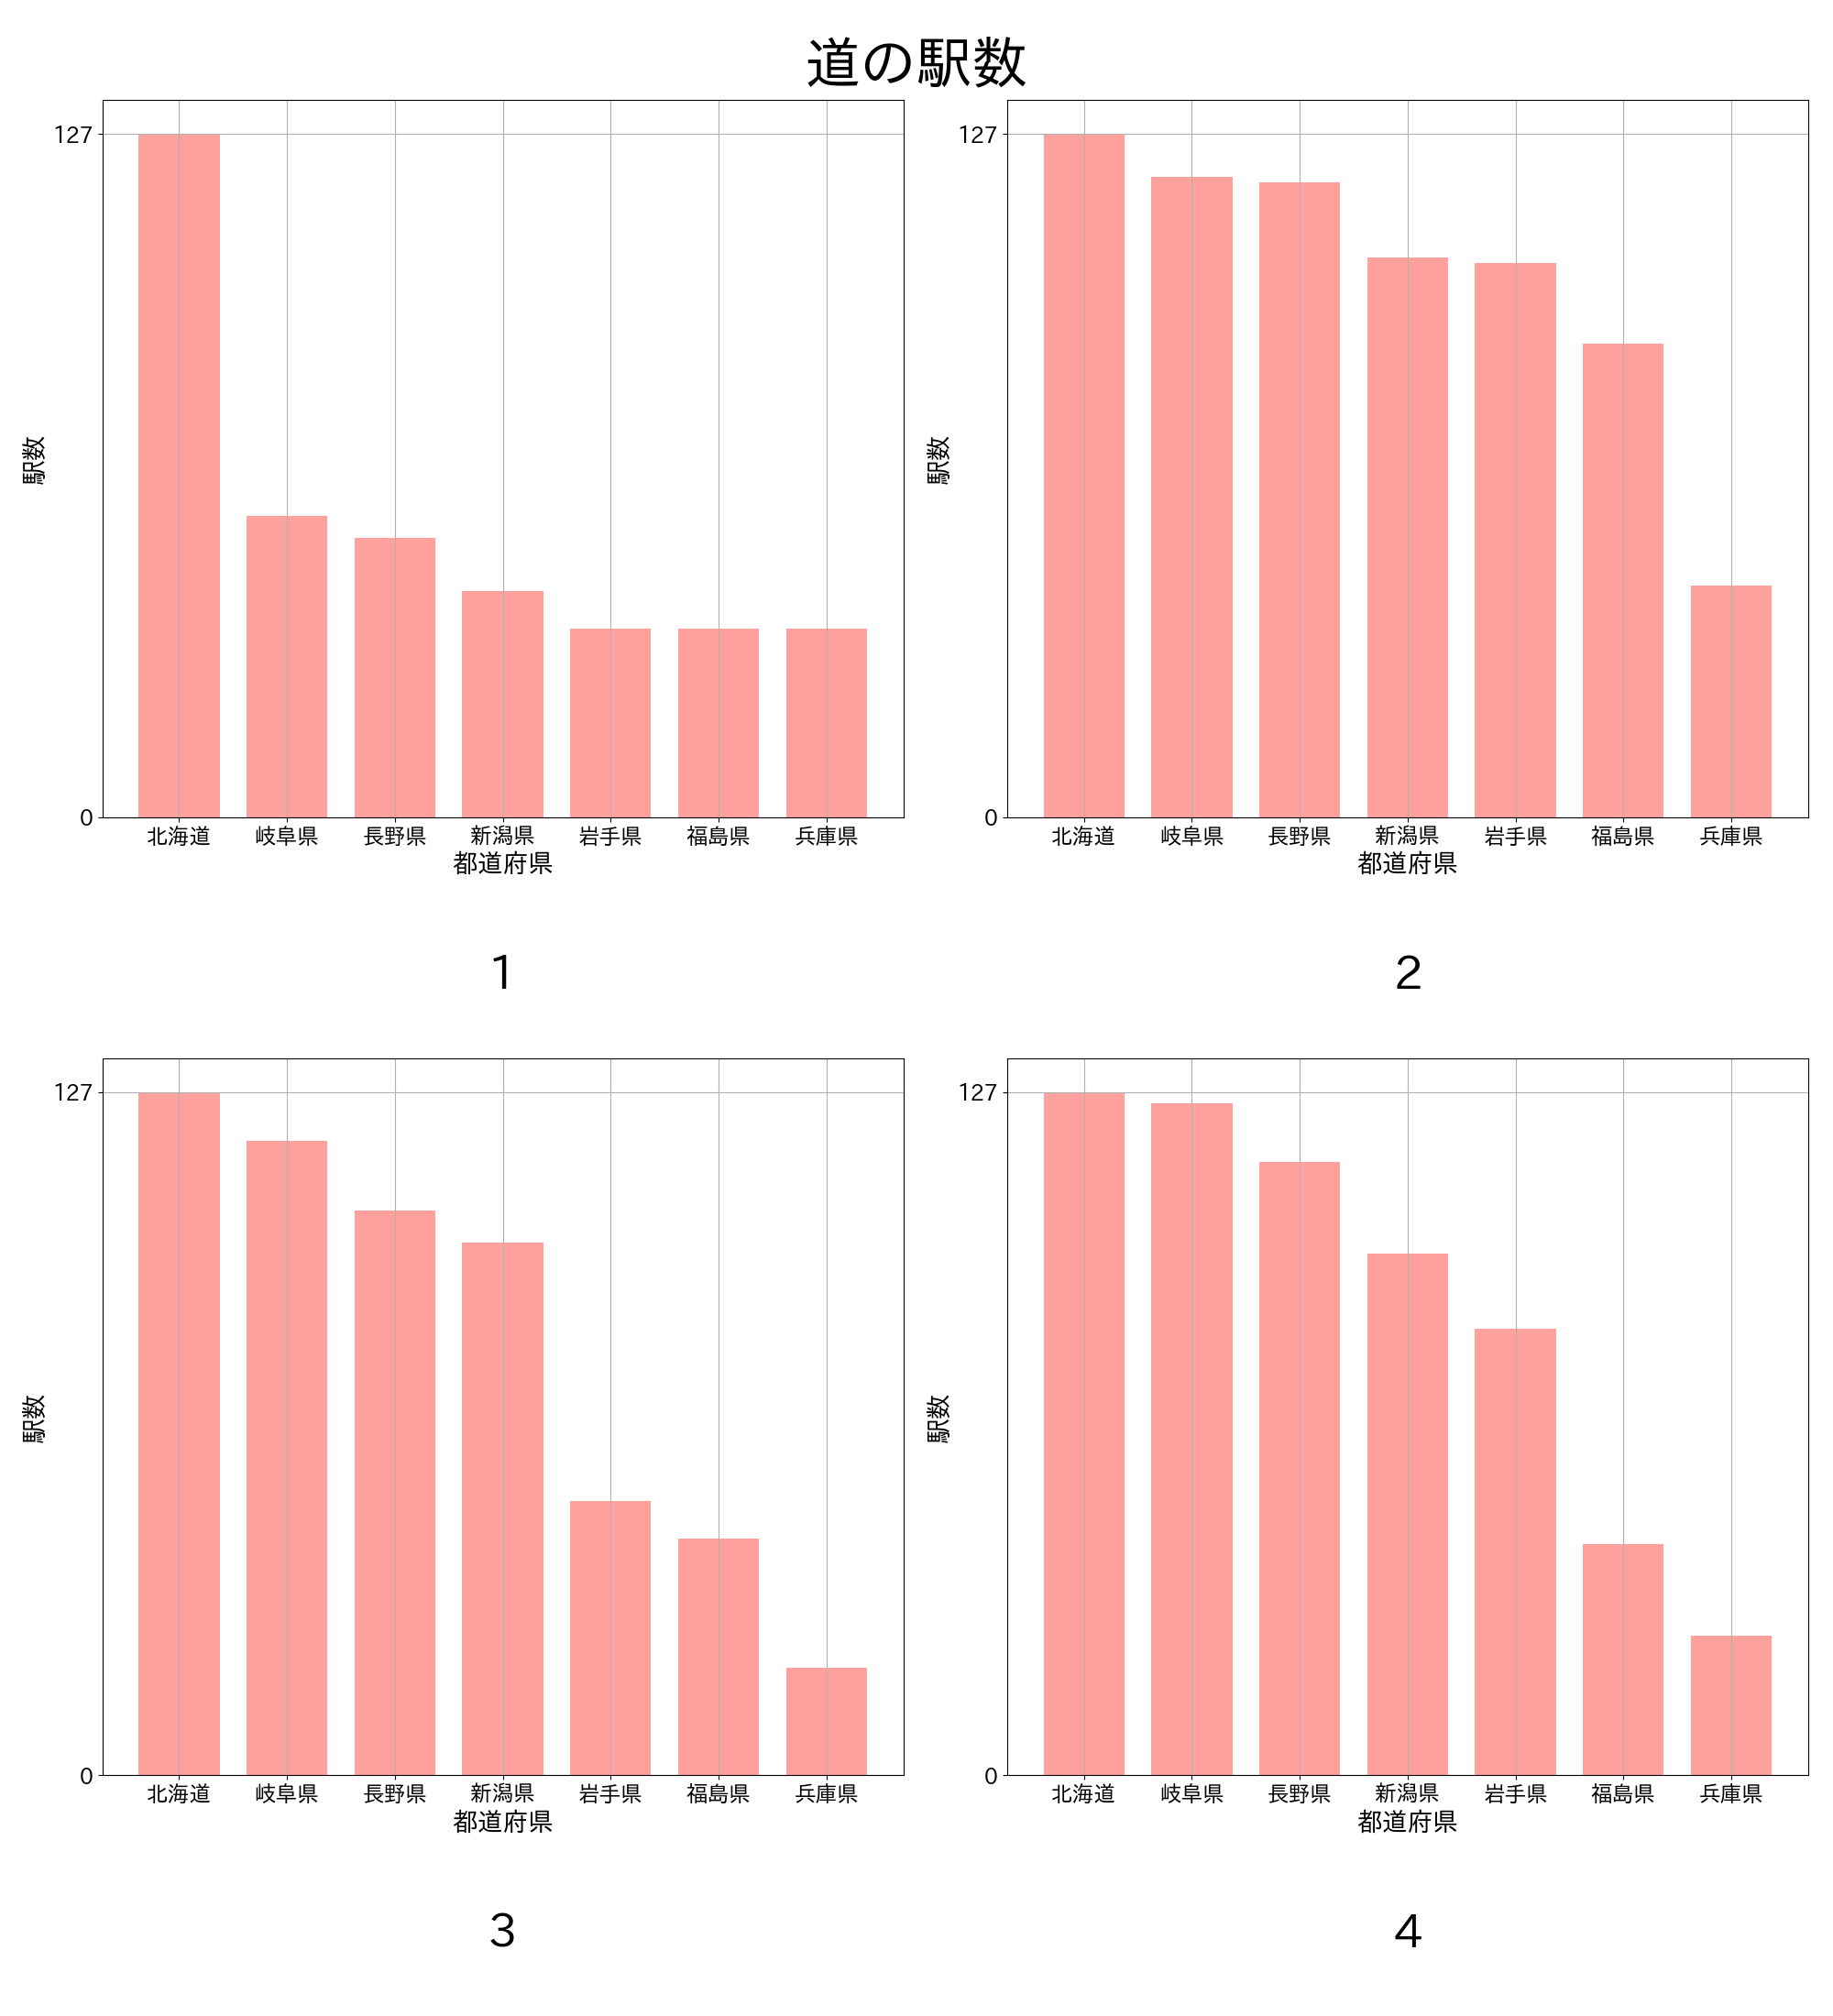 道の駅数
127
0
駅数
北海道 岐阜県 長野県 新潟県 岩手県 福島県 兵庫県
都道府県
1
127
0
駅数
北海道 岐阜県 長野県 新潟県 岩手県 福島県 兵庫県
都道府県
2
127
0
駅数
北海道 岐阜県 長野県 新潟県 岩手県 福島県 兵庫県
都道府県
3
127
0
駅数
北海道 岐阜県 長野県 新潟県 岩手県 福島県 兵庫県
都道府県
4